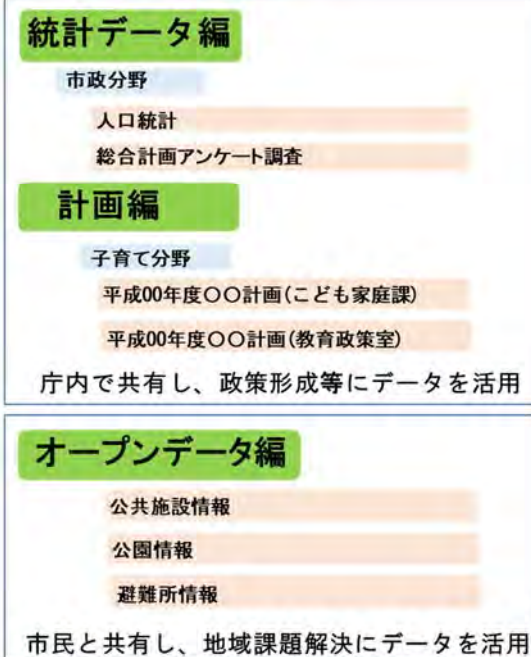 統計データ編
市政分野
人口統計
総合計画アンケート調査
計画編
子育て分野
平成00年度〇〇計画(こども家庭課)
平成00年度〇〇計画(教育政策室)
庁内で共有し、政策形成等にデータを活用
オープンデータ編
公共施設情報
公園情報
避難所情報
市民と共有し、地域課題解決にデータを活用